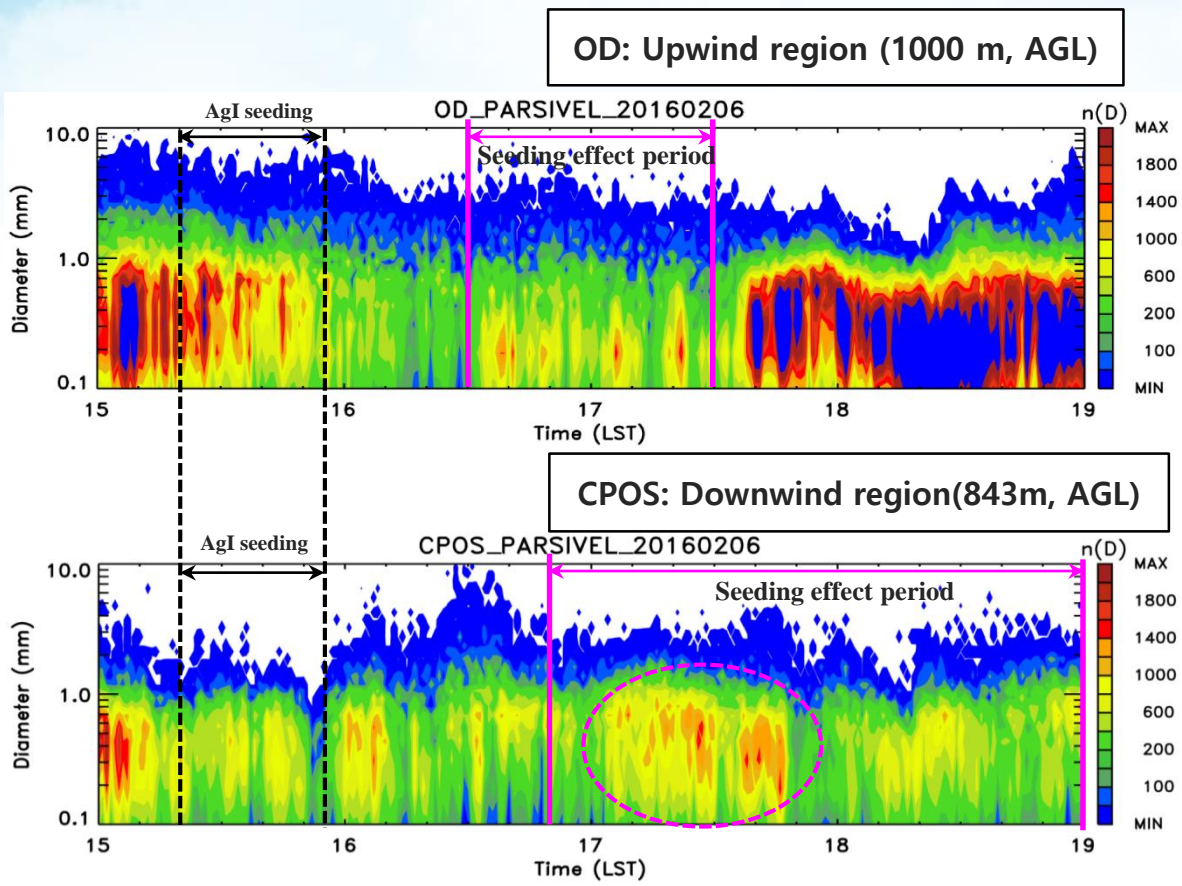 OD: Upwind region (1000 m, AGL)
AgI seeding
OD_PARSIVEL_20160206
n(D)
Seeding effect period
10.0
1.0
0.1
Diameter (mm)
MAX
1800
1400
1000
600
200
100
MIN
15 16 17 18 19
Time (LST)
CPOS: Downwind region(843m, AGL)
AgI seeding
CPOS_PARSIVEL_20160206
n(D)
Seeding effect period
10.0
1.0
0.1
Diameter (mm)
MAX
1800
1400
1000
600
200
100
MIN
15 16 17 18 19
Time (LST)